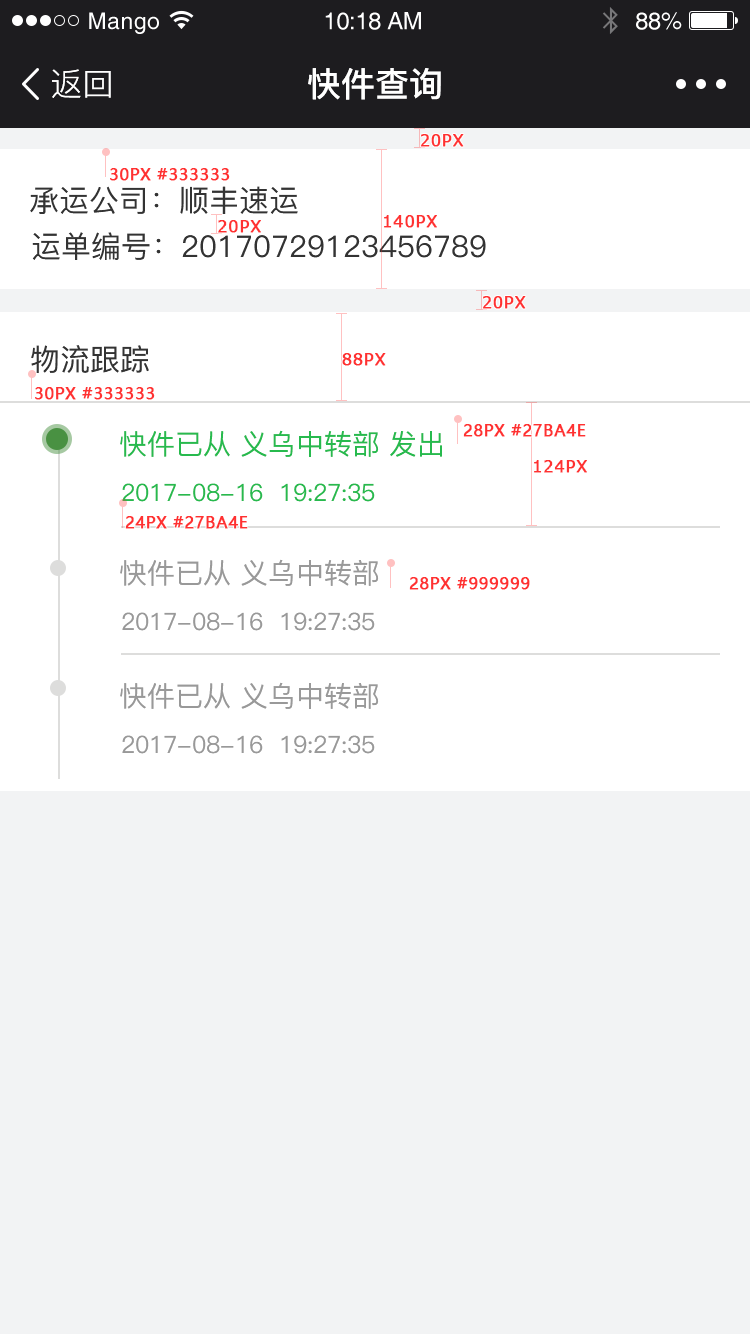 Mango 10:18 AM 88%
返回 快件查询
20PX
30PX #333333
承运公司：顺丰速运
20PX
140PX
运单编号：20170729123456789
20PX
物流跟踪
88PX
30PX #333333
快件已从 义乌中转部 发出
28PX #27BA4E
124PX
2017-08-16 19:27:35
24PX #27BA4E
快件已从 义乌中转部
28PX #999999
2017-08-16 19:27:35
快件已从 义乌中转部
2017-08-16 19:27:35